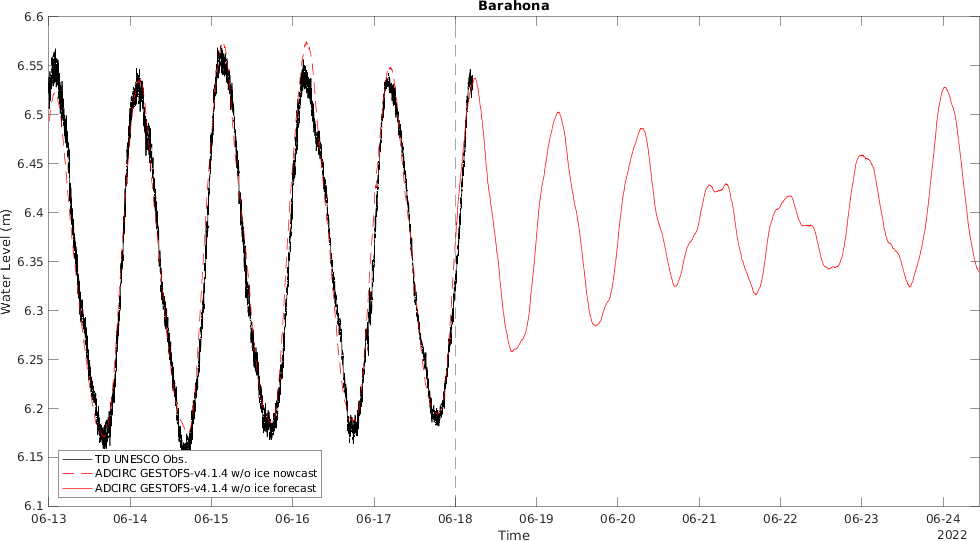 Barahona
6.6
6.55
6.5
6.45
6.4
6.35
6.3
6.25
6.2
6.15
6.1
Water Level (m)
TD UNESCO Obs.
ADCIRC GESTOFS-v4.1.4 w/o ice nowcast
ADCIRC GESTOFS-v4.1.4 w/o ice forecast
06-13 06-14 06-15 06-16 06-17 06-18 06-19 06-20 06-21 06-22 06-23 06-24
Time
2022